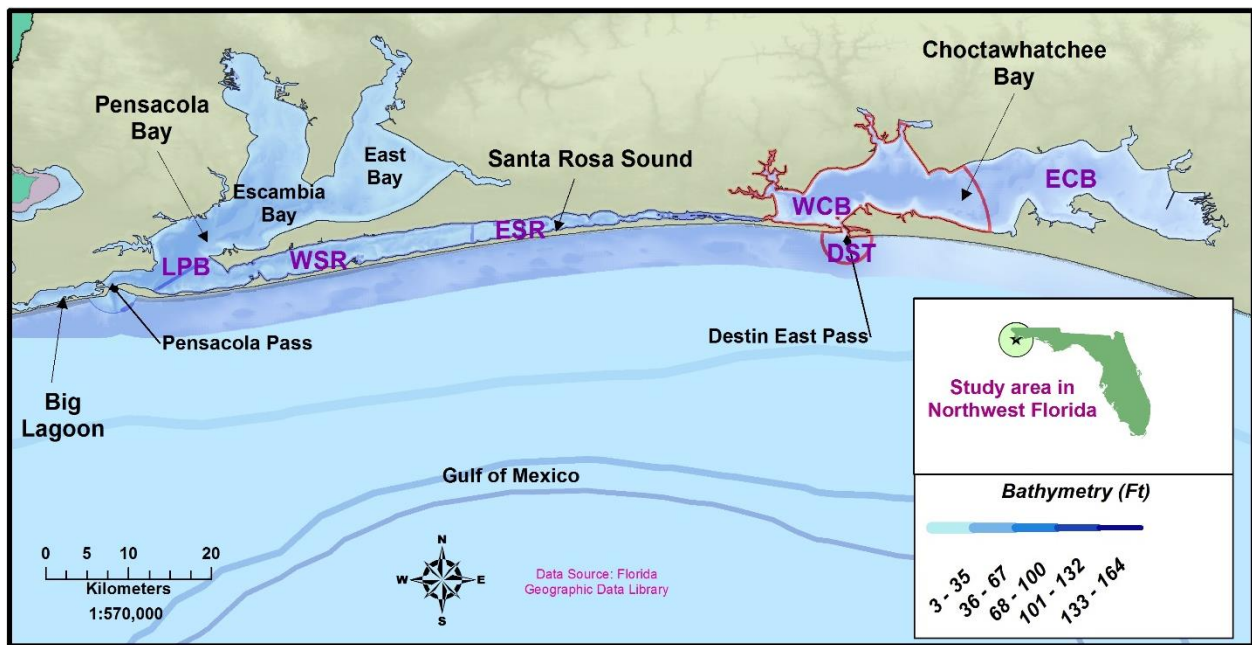 Choctawhatchee
Bay
Pensacola
Bay
East
Bay
Santa Rosa Sound
Escambia
Bay
ECB
WCB
ESR
WSR
LPB
DST
Pensacola Pass
Destin East Pass
Big
Lagoon
Study area in
Northwest Florida
Gulf of Mexico
Bathymetry (Ft)
3 - 35
36 - 67
68 - 100
101 - 132
133 - 164
0 5 10 20
Kilometers
1:570,000
N
W E
S
Data Source: Florida
Geographic Data Library